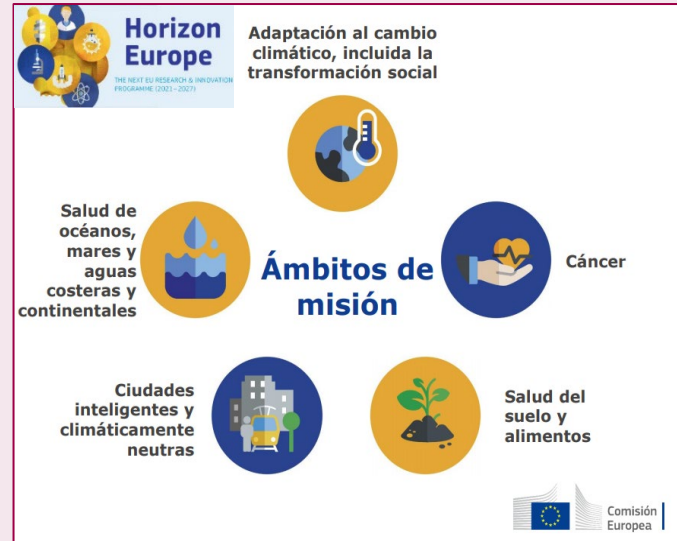 Horizon
Europe
THE NEXT EU RESEARCH & INNOVATION
PROGRAMME (2021 – 2027)
Adaptación al cambio
climático, incluida la
transformación social
Salud de
océanos,
mares y
aguas
costeras y
continentales
Ámbitos de
misión
Cáncer
Ciudades
inteligentes y
climáticamente
neutras
Salud del
suelo y
alimentos
Comisión
Europea